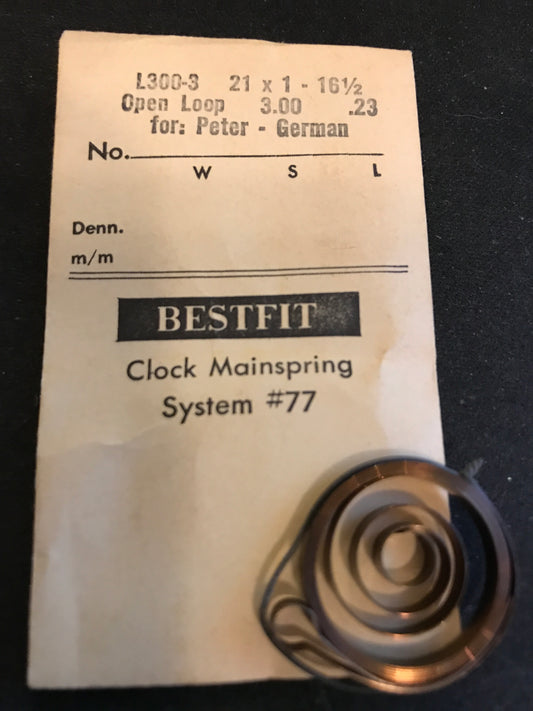 L300-3 21 x 1 - 16½
Open Loop 3.00 .23
for: Peter - German
No.
W S L
Denn.
m/m
BESTFIT
Clock Mainspring
System #77